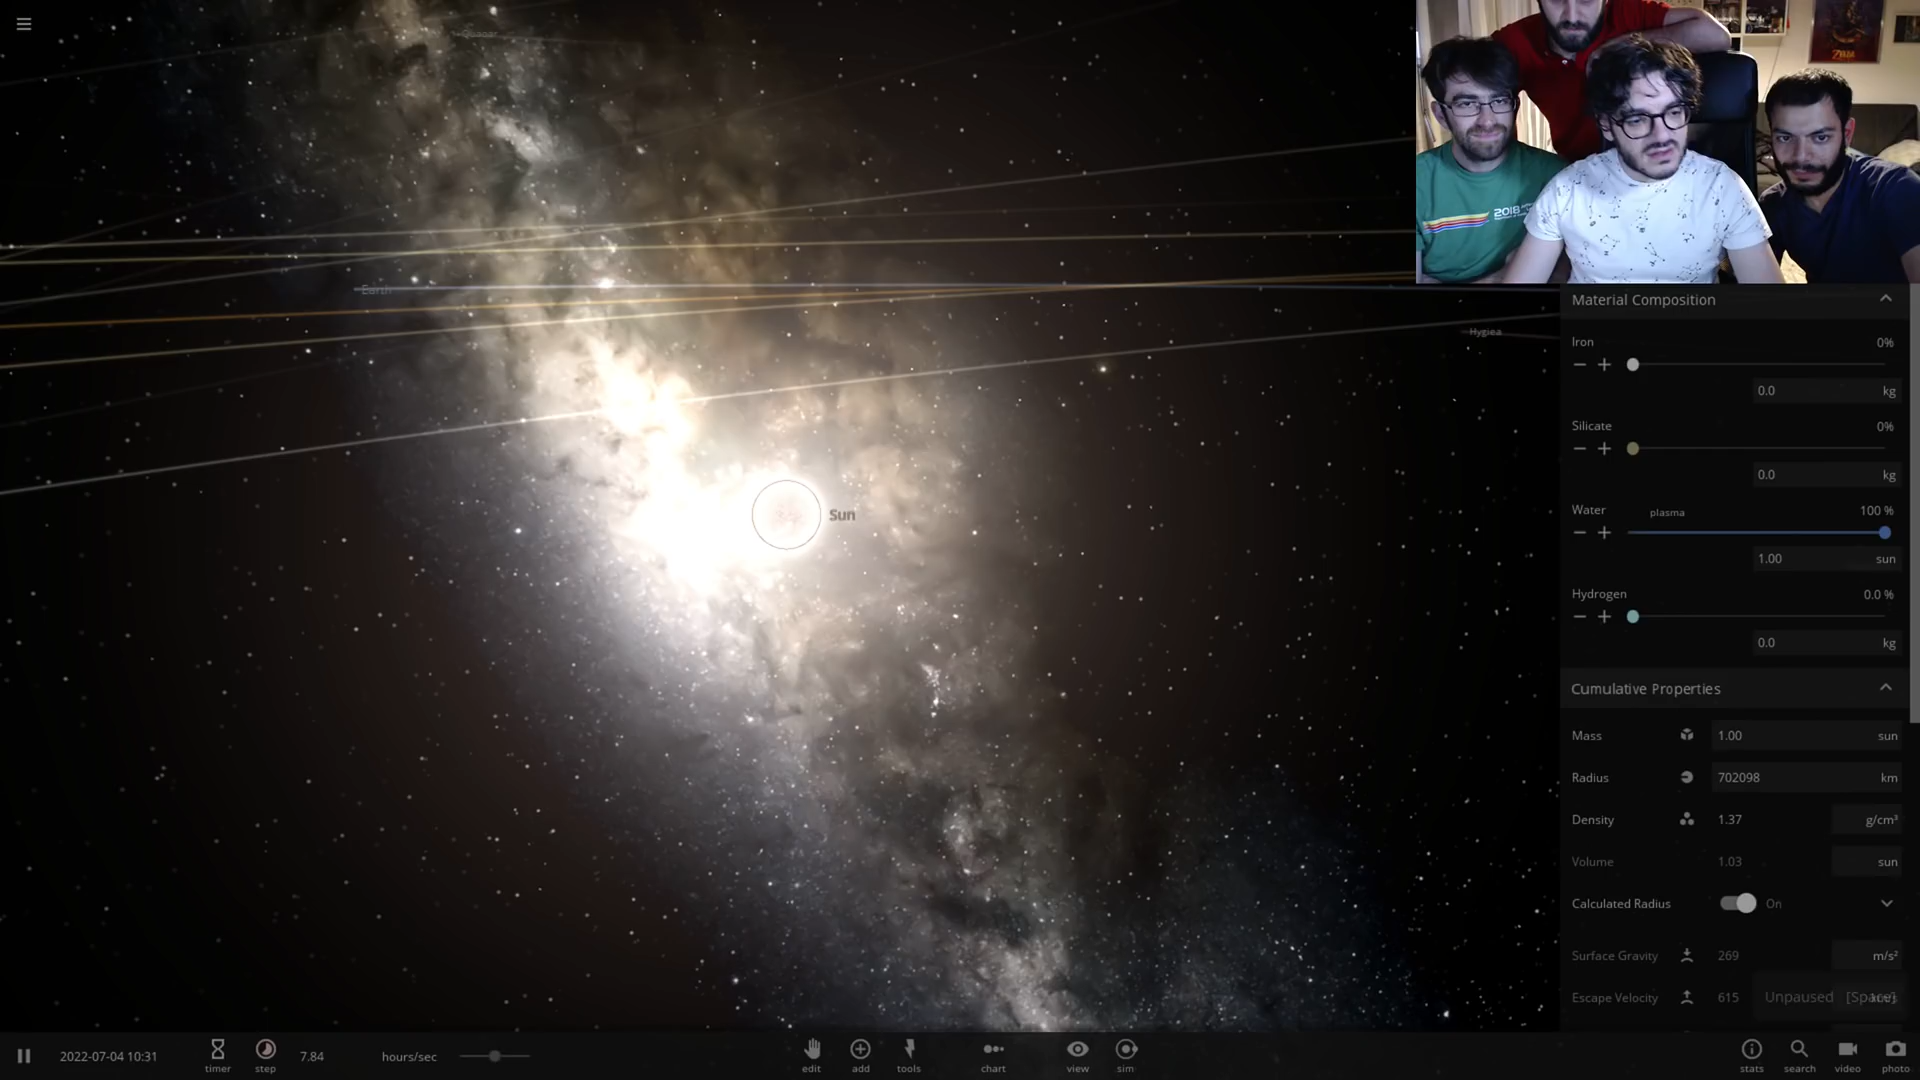 Quaoar
ZELDA
2018
Earth
Material Composition
Hygiea
Iron 0%
0.0 kg
Silicate 0%
0.0 kg
Water plasma 100 %
1.00 sun
Sun
Hydrogen 0.0 %
0.0 kg
Cumulative Properties
Mass 1.00 sun
Radius 702098 km
Density 1.37 g/cm³
Volume 1.03 sun
Calculated Radius On
Surface Gravity 269 m/s²
Escape Velocity 615
Unpaused [Space]
2022-07-04 10:31
timer
step
7.84 hours/sec
edit
add
tools
chart
view
sim
stats
search
video
photo